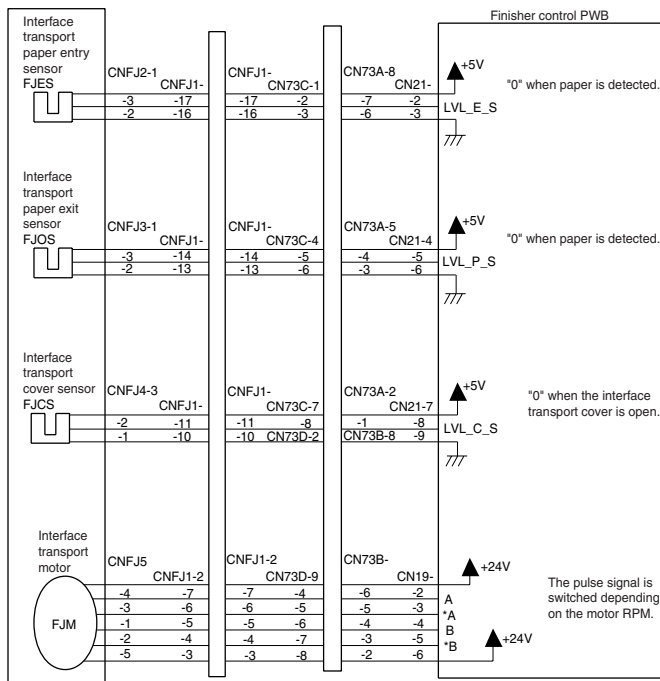 Finisher control PWB
Interface
transport
paper entry
sensor
FJES
CNFJ2-1
CNFJ1-
CNFJ1-
CN73C-1
CN73A-8
CN21-
+5V
"0" when paper is detected.
-3 -17 -17 -2 -7 -2
LVL_E_S
-2 -16 -16 -3 -6 -3
Interface
transport
paper exit
sensor
FJOS
CNFJ3-1
CNFJ1-
CNFJ1-
CN73C-4
CN73A-5
CN21-4
+5V
"0" when paper is detected.
-3 -14 -14 -5 -4 -5
LVL_P_S
-2 -13 -13 -6 -3 -6
Interface
transport
cover sensor
FJCS
CNFJ4-3
CNFJ1-
CNFJ1-
CN73C-7
CN73A-2
CN21-7
+5V
"0" when the interface
transport cover is open.
-2 -11 -11 -8 -1 -8
LVL_C_S
-1 -10 -10 CN73D-2 CN73B-8 -9
Interface
transport
motor
FJM
CNFJ5
CNFJ1-2
CNFJ1-2
CN73D-9
CN73B-
CN19-
+24V
-4 -7 -7 -4 -6 -2 A
-3 -6 -6 -5 -5 -3 *A
-1 -5 -5 -6 -4 -4 B
-2 -4 -4 -7 -3 -5 *B
-5 -3 -3 -8 -2 -6
+24V
The pulse signal is
switched depending
on the motor RPM.